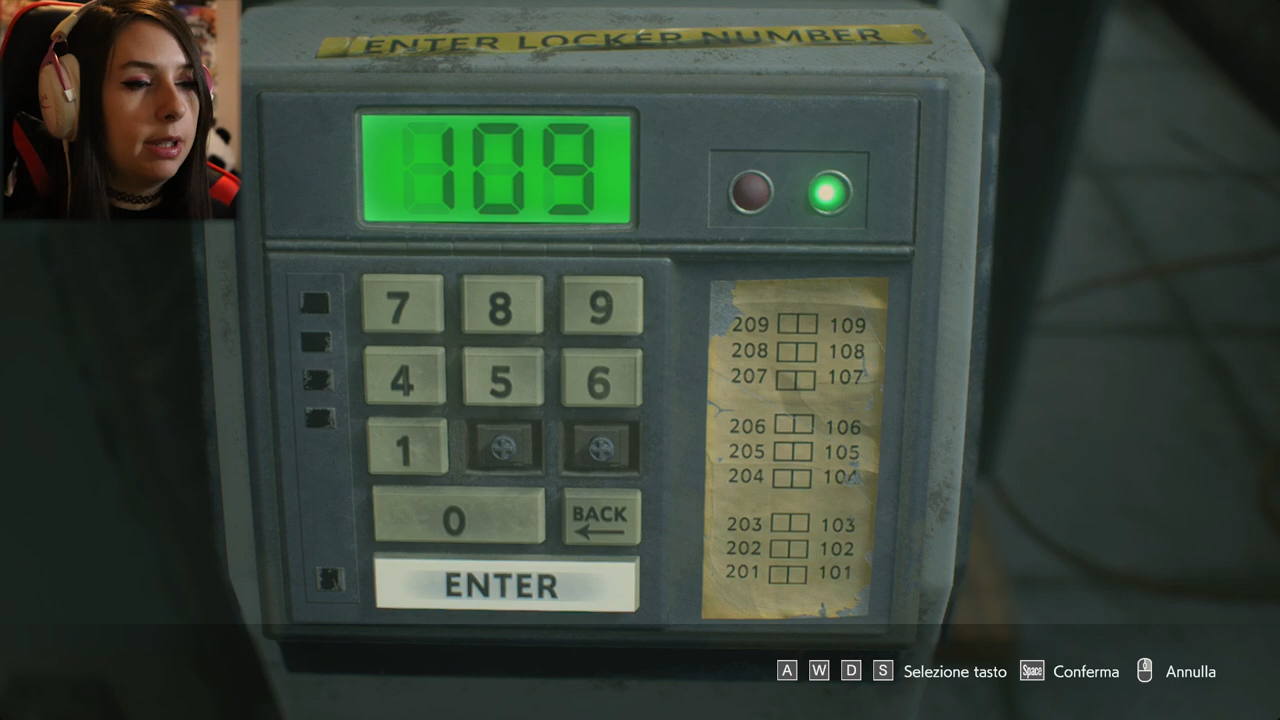 ENTER LOCKER NUMBER
109
7 8 9
4 5 6
1
0 BACK
ENTER
209 109
208 108
207 107
206 106
205 105
204 104
203 103
202 102
201 101
A W D S Selezione tasto Space Conferma Annulla